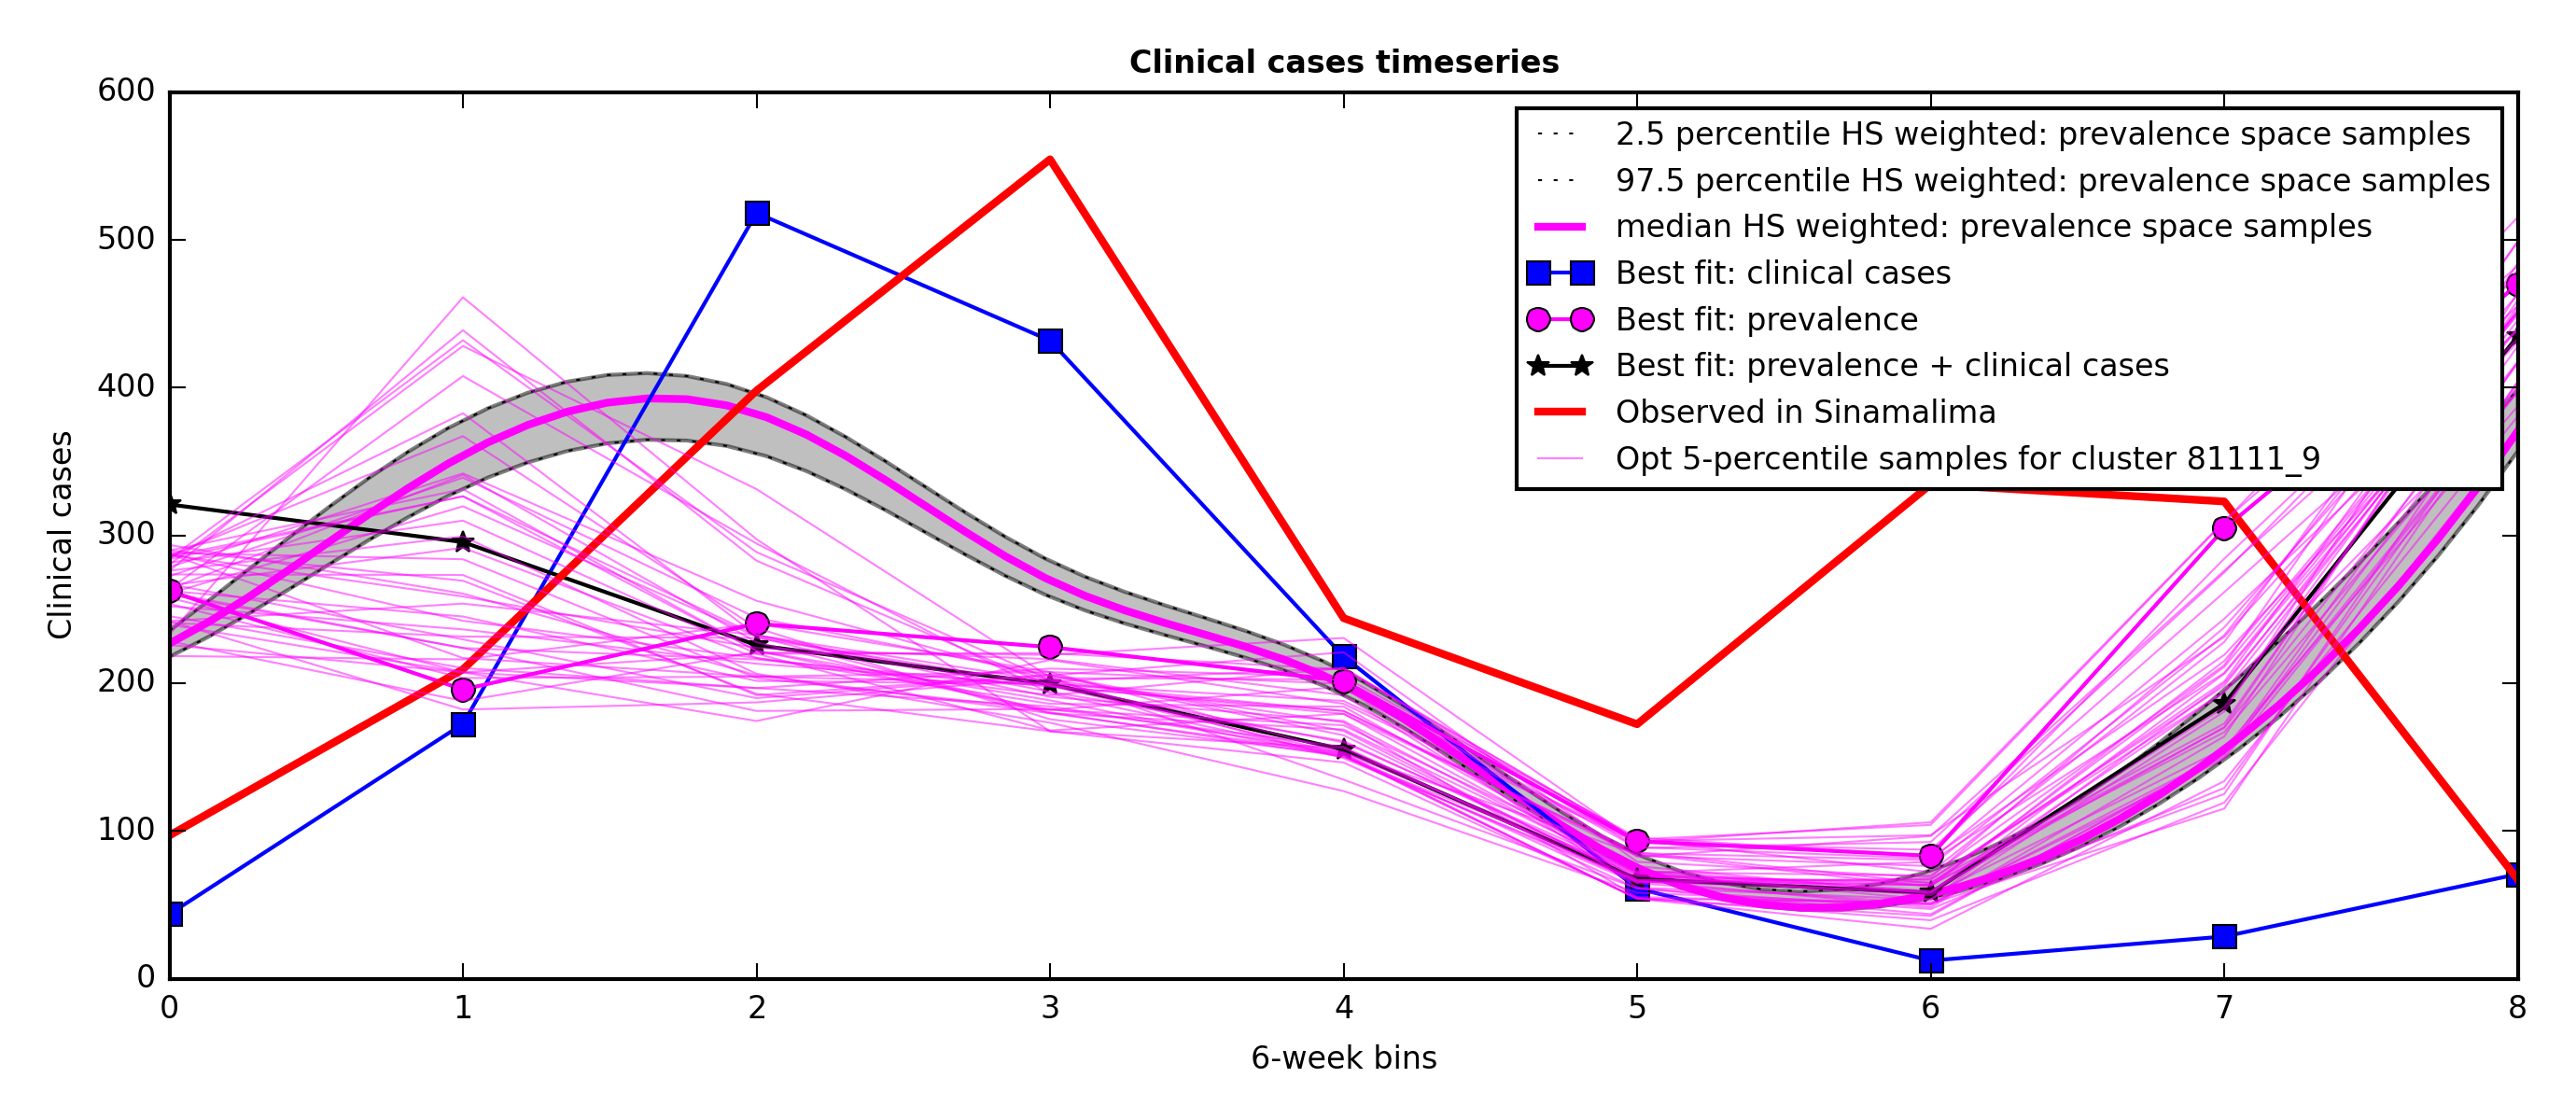 Clinical cases timeseries
600
500
400
300
200
100
0
Clinical cases
2.5 percentile HS weighted: prevalence space samples
97.5 percentile HS weighted: prevalence space samples
median HS weighted: prevalence space samples
Best fit: clinical cases
Best fit: prevalence
Best fit: prevalence + clinical cases
Observed in Sinamalima
Opt 5-percentile samples for cluster 81111_9
0 1 2 3 4 5 6 7 8
6-week bins